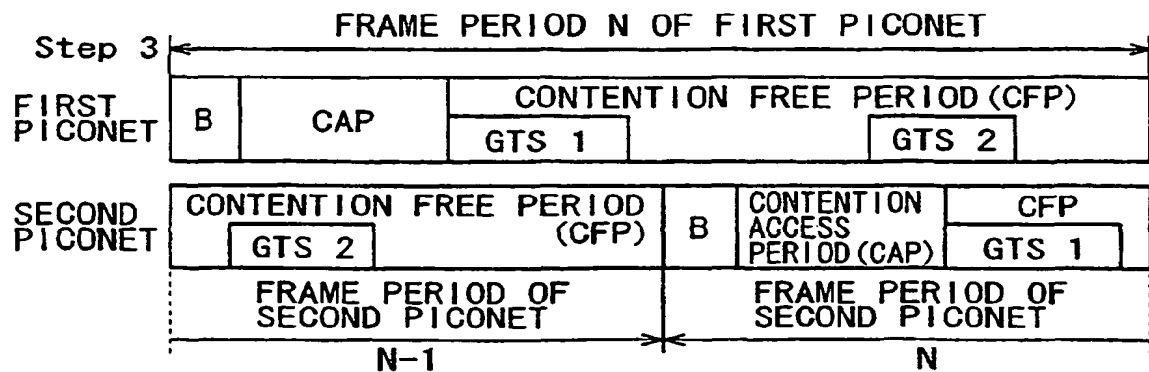 FRAME PERIOD N OF FIRST PICONET
Step 3
FIRST
PICONET
B
CAP
CONTENTION FREE PERIOD (CFP)
GTS 1
GTS 2
SECOND
PICONET
CONTENTION FREE PERIOD
(CFP)
GTS 2
B
CONTENTION
ACCESS
PERIOD (CAP)
CFP
GTS 1
FRAME PERIOD OF
SECOND PICONET
FRAME PERIOD OF
SECOND PICONET
N-1
N